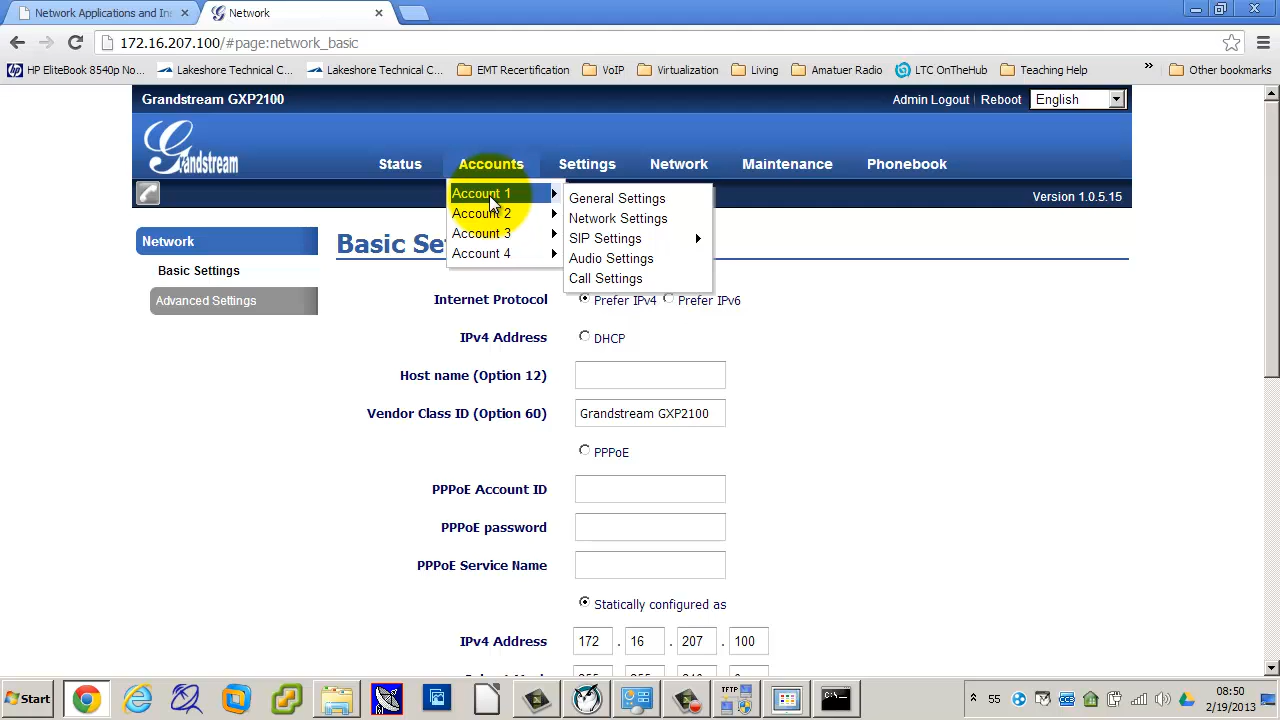 Network Applications and In
Network
172.16.207.100/#page:network_basic
HP EliteBook 8540p No...
Lakeshore Technical C...
Lakeshore Technical C...
EMT Recertification
VoIP
Virtualization
Living
Amatuer Radio
LTC OnTheHub
Teaching Help
»
Other bookmarks
Grandstream GXP2100
Admin Logout | Reboot
English
Grandstream
Status
Accounts
Settings
Network
Maintenance
Phonebook
Version 1.0.5.15
Account 1
Account 2
Account 3
Account 4
General Settings
Network Settings
SIP Settings
Audio Settings
Call Settings
Network
Basic Settings
Advanced Settings
Basic Se
Internet Protocol
Prefer IPv4
Prefer IPv6
IPv4 Address
DHCP
Host name (Option 12)
Vendor Class ID (Option 60)
Grandstream GXP2100
PPPoE
PPPoE Account ID
PPPoE password
PPPoE Service Name
Statically configured as
IPv4 Address
172 . 16 . 207 . 100
Start
TFTP
C:\
55
08:50
2/19/2013